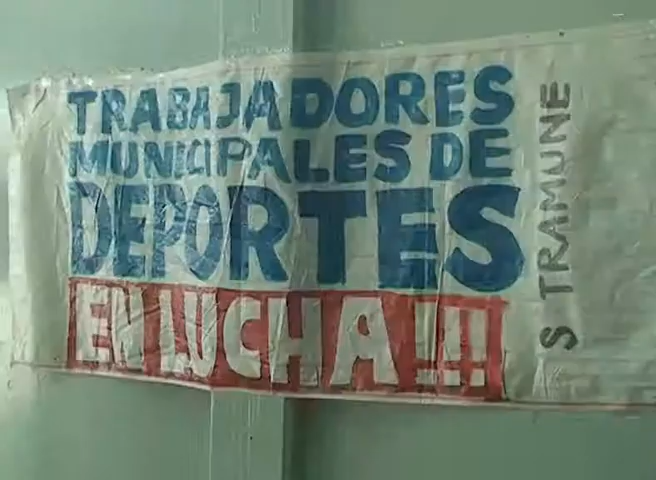 TRABAJADORES
MUNICIPALES DE
DEPORTES
EN LUCHA!!!
S TRAMUNE